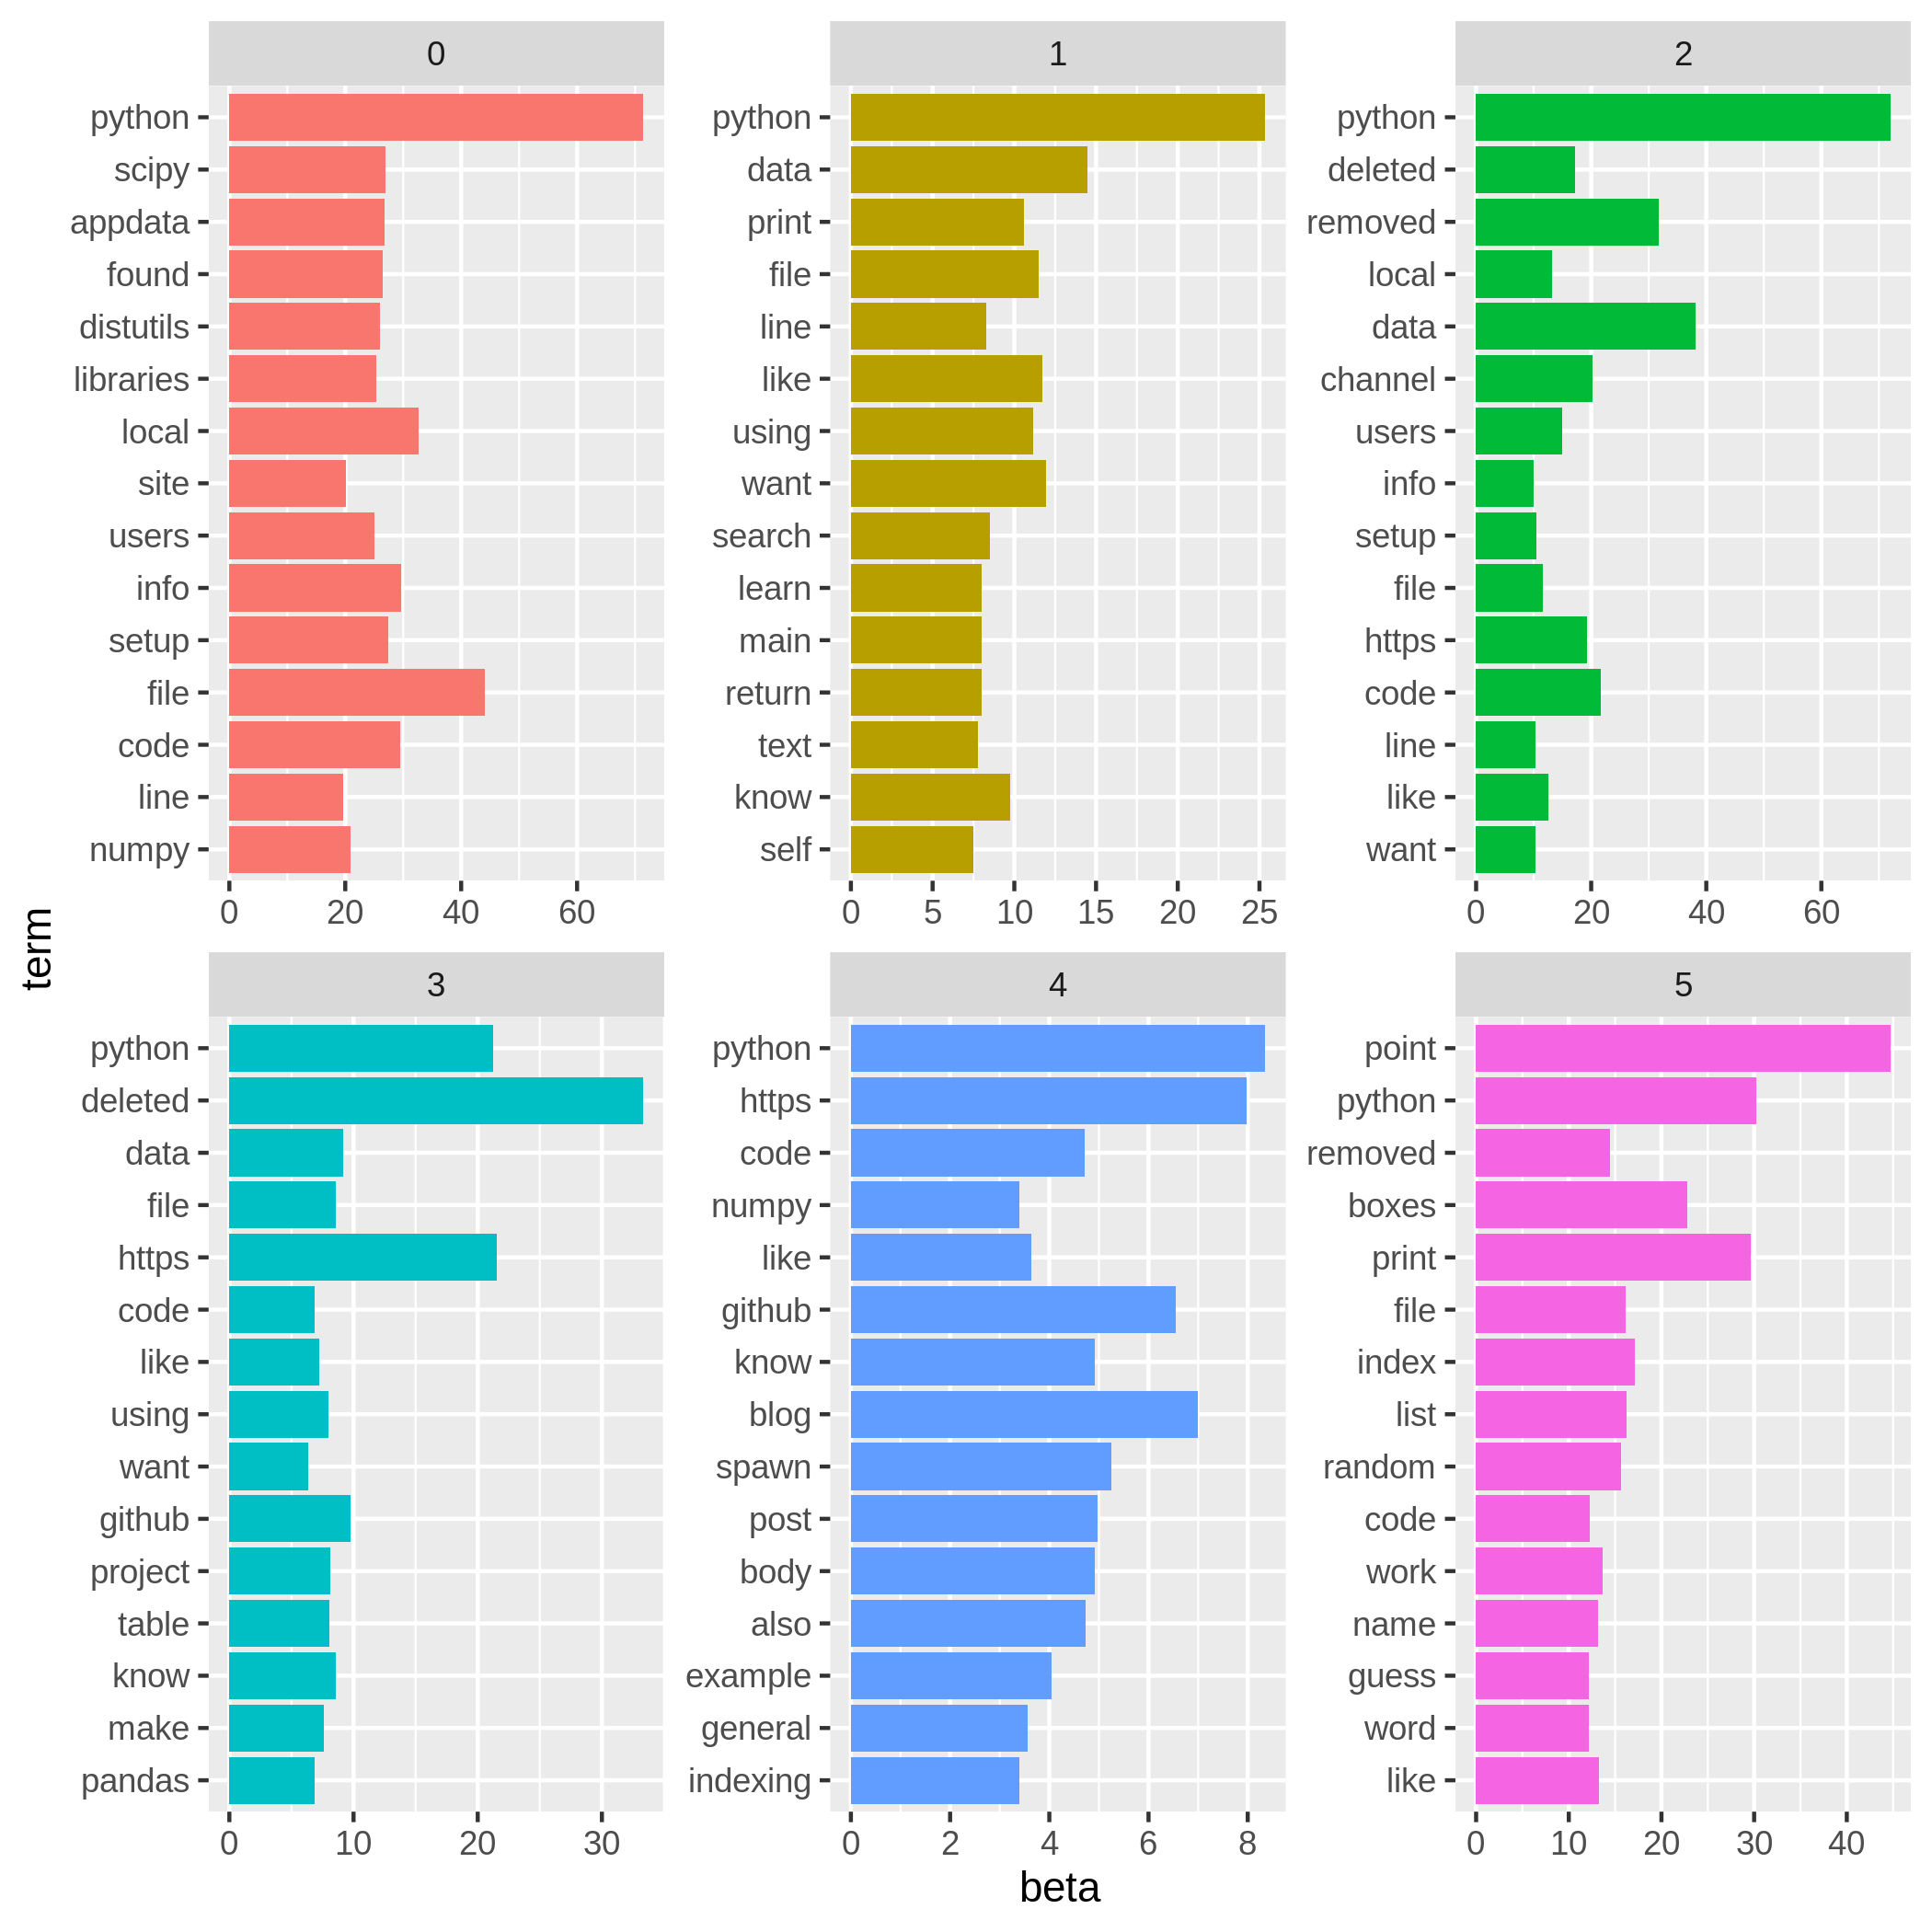 0
python
scipy
appdata
found
distutils
libraries
local
site
users
info
setup
file
code
line
numpy
0 20 40 60
1
python
data
print
file
line
like
using
want
search
learn
main
return
text
know
self
0 5 10 15 20 25
2
python
deleted
removed
local
data
channel
users
info
setup
file
https
code
line
like
want
0 20 40 60
term
3
python
deleted
data
file
https
code
like
using
want
github
project
table
know
make
pandas
0 10 20 30
4
python
https
code
numpy
like
github
know
blog
spawn
post
body
also
example
general
indexing
0 2 4 6 8
5
point
python
removed
boxes
print
file
index
list
random
code
work
name
guess
word
like
0 10 20 30 40
beta